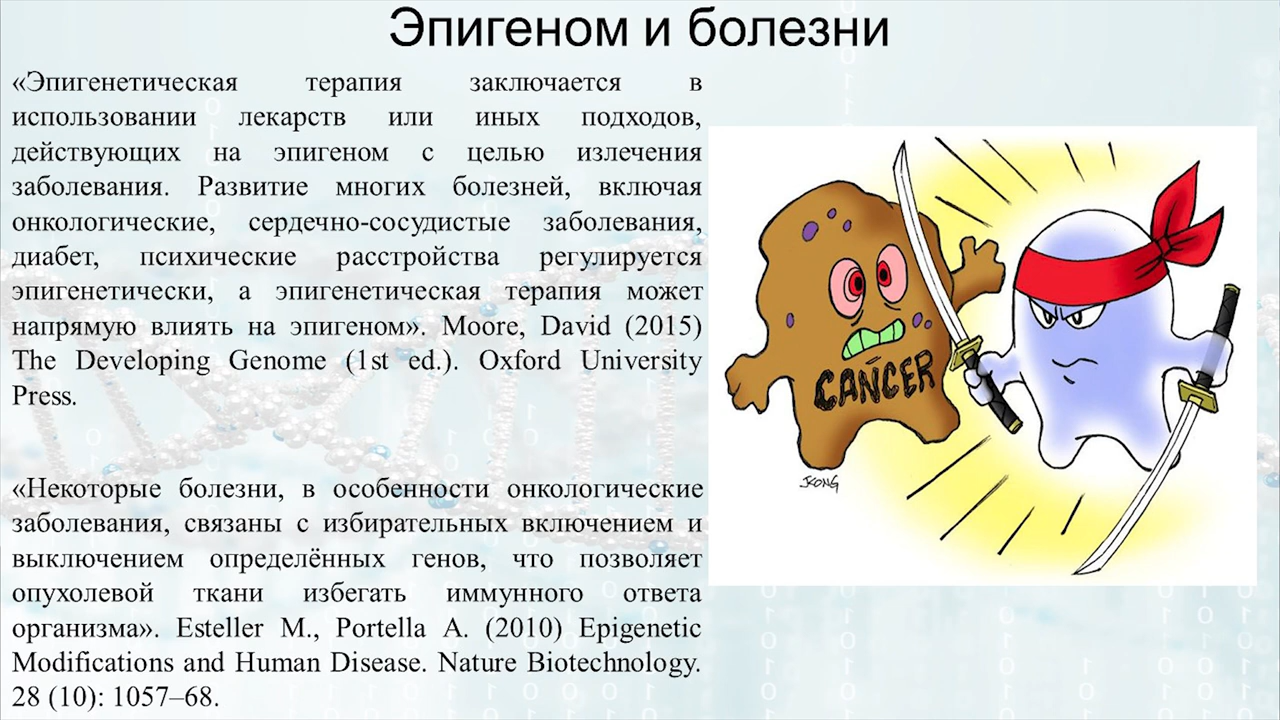 Эпигеном и болезни
«Эпигенетическая терапия заключается в
использовании лекарств или иных подходов,
действующих на эпигеном с целью излечения
заболевания. Развитие многих болезней, включая
онкологические, сердечно-сосудистые заболевания,
диабет, психические расстройства регулируется
эпигенетически, а эпигенетическая терапия может
напрямую влиять на эпигеном». Moore, David (2015)
The Developing Genome (1st ed.). Oxford University
Press.
«Некоторые болезни, в особенности онкологические
заболевания, связаны с избирательных включением и
выключением определённых генов, что позволяет
опухолевой ткани избегать иммунного ответа
организма». Esteller M., Portella A. (2010) Epigenetic
Modifications and Human Disease. Nature Biotechnology.
28 (10): 1057–68.
CANCER
JKONG